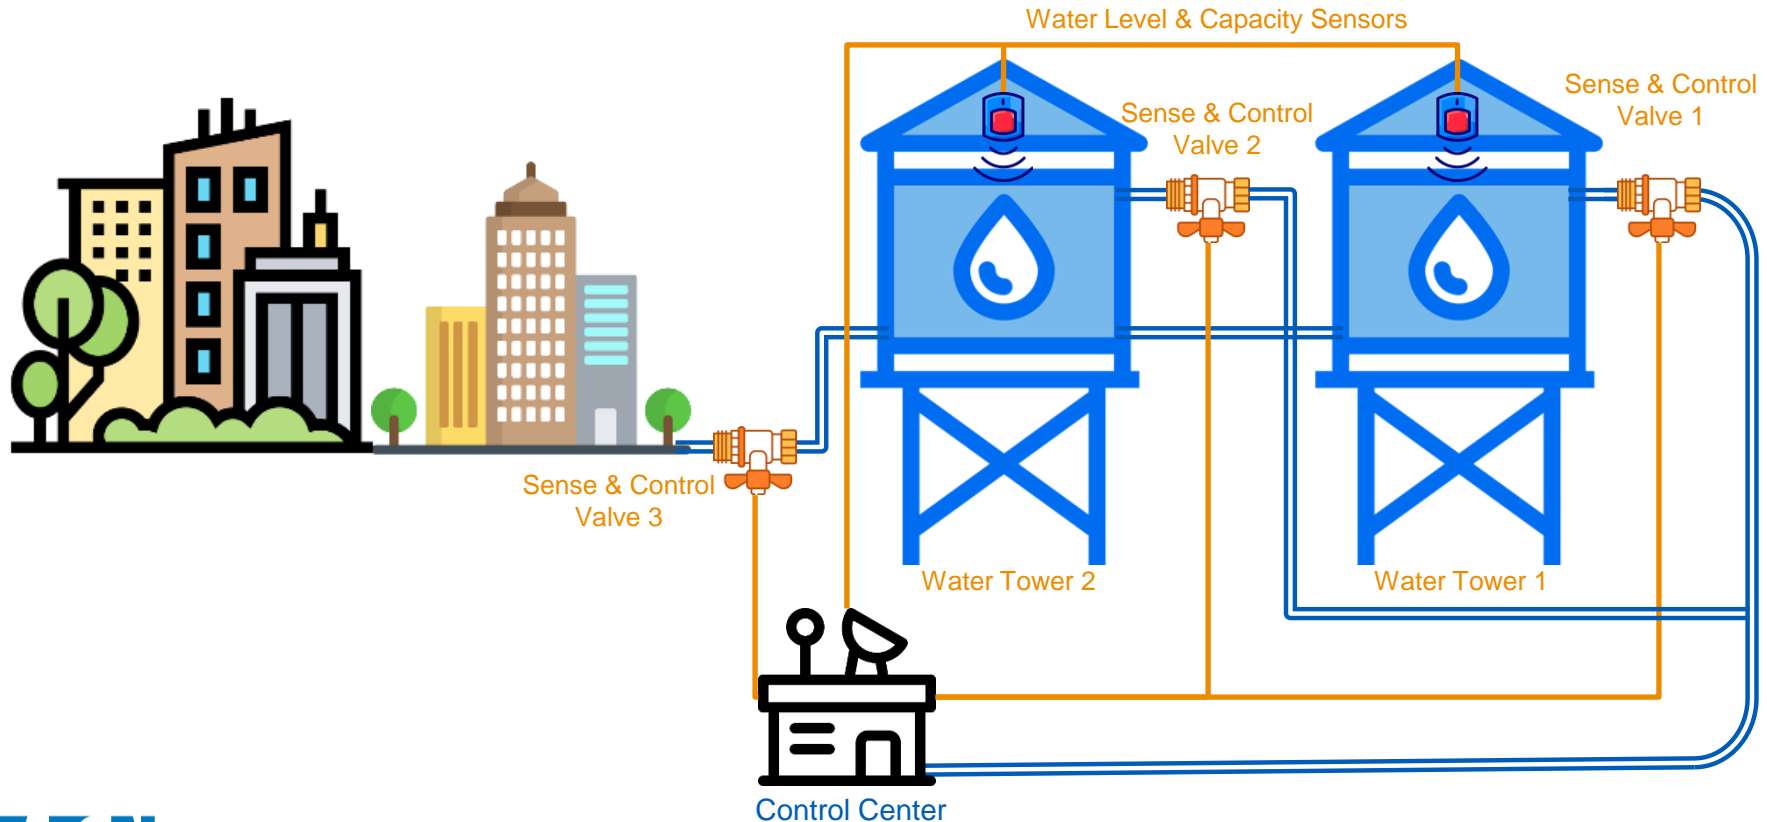 Water Level & Capacity Sensors
Sense & Control
Valve 1
Sense & Control
Valve 2
Sense & Control
Valve 3
Water Tower 2
Water Tower 1
Control Center